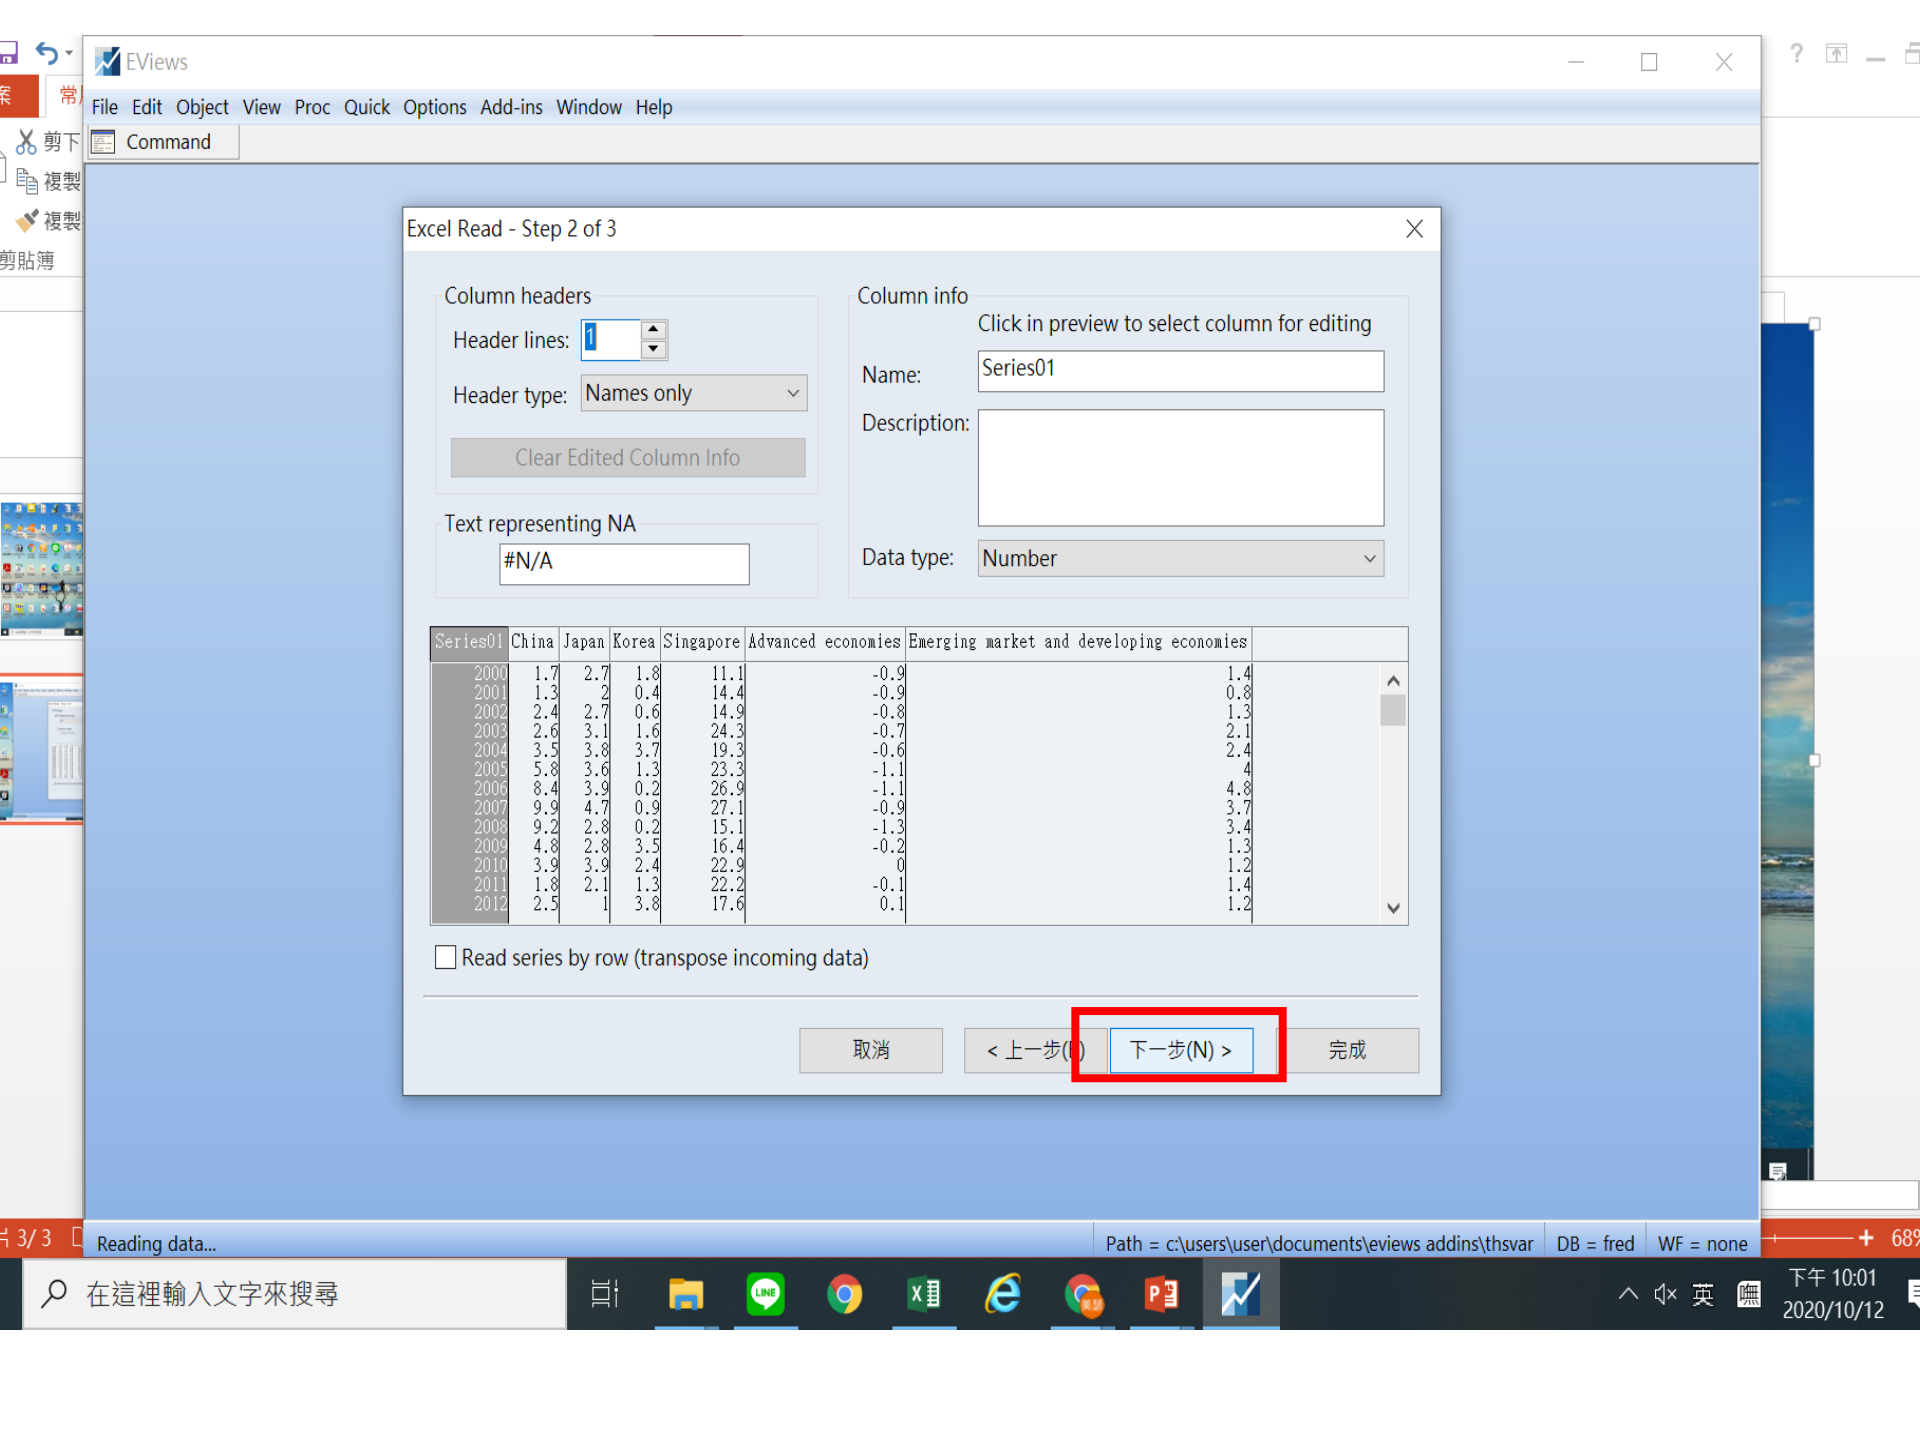 EViews
File Edit Object View Proc Quick Options Add-ins Window Help
Command
案
常
剪下
複製
複製
剪貼簿
Excel Read - Step 2 of 3
Column headers
Header lines: 1
Header type: Names only
Clear Edited Column Info
Text representing NA
#N/A
Column info
Click in preview to select column for editing
Name: Series01
Description:
Data type: Number
Series01 China Japan Korea Singapore Advanced economies Emerging market and developing economies
2000 1.7 2.7 1.8 11.1 -0.9 1.4
2001 1.3 2 0.4 14.4 -0.9 0.8
2002 2.4 2.7 0.6 14.9 -0.8 1.3
2003 2.6 3.1 1.6 24.3 -0.7 2.1
2004 3.5 3.8 3.7 19.3 -0.6 2.4
2005 5.8 3.6 1.3 23.3 -1.1 4
2006 8.4 3.9 0.2 26.9 -1.1 4.8
2007 9.9 4.7 0.9 27.1 -0.9 3.7
2008 9.2 2.8 0.2 15.1 -1.3 3.4
2009 4.8 2.8 3.5 16.4 -0.2 1.3
2010 3.9 3.9 2.4 22.9 0 1.2
2011 1.8 2.1 1.3 22.2 -0.1 1.4
2012 2.5 1 3.8 17.6 0.1 1.2
Read series by row (transpose incoming data)
取消 < 上一步( ) 下一步(N) > 完成
3/3
Reading data... Path = c:\users\user\documents\eviews addins\thsvar DB = fred WF = none
68%
在這裡輸入文字來搜尋
LINE
英
下午 10:01
2020/10/12